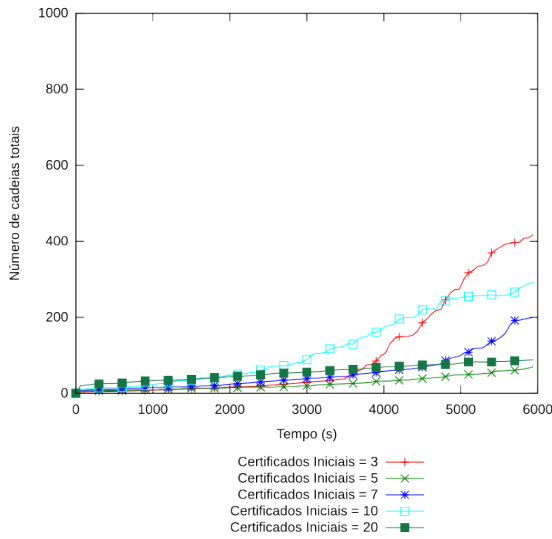 1000
800
600
400
200
0
Número de cadeias totais
0 1000 2000 3000 4000 5000 6000
Tempo (s)
Certificados Iniciais = 3
Certificados Iniciais = 5
Certificados Iniciais = 7
Certificados Iniciais = 10
Certificados Iniciais = 20